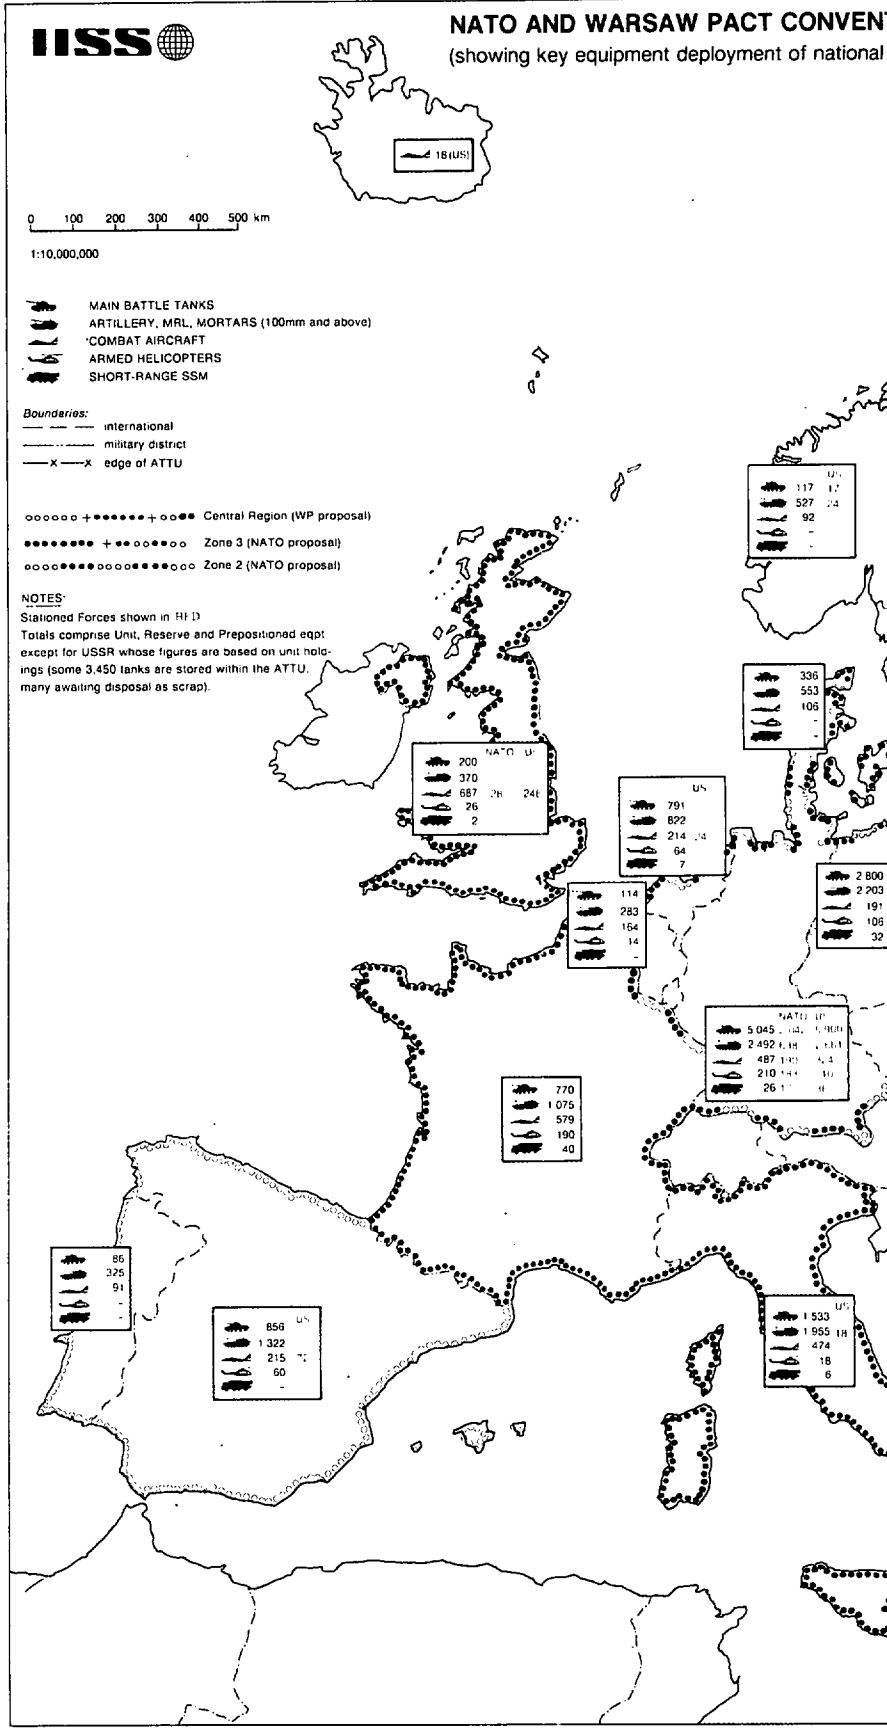 IISS
NATO AND WARSAW PACT CONVENT
(showing key equipment deployment of national
18 (US)
0 100 200 300 400 500 km
1:10,000,000
MAIN BATTLE TANKS
ARTILLERY, MRL, MORTARS (100mm and above)
COMBAT AIRCRAFT
ARMED HELICOPTERS
SHORT-RANGE SSM
Boundaries:
international
military district
edge of ATTU
Central Region (WP proposal)
Zone 3 (NATO proposal)
Zone 2 (NATO proposal)
NOTES:
Stationed Forces shown in RED
Totals comprise Unit, Reserve and Prepositioned eqpt
except for USSR whose figures are based on unit hold-
ings (some 3,450 tanks are stored within the ATTU,
many awaiting disposal as scrap).
US
117 17
527 24
92
-
-
336
553
106
-
-
NATO US
200
370
687 246
26
2
US
791
822
214 24
64
7
114
283
164
14
-
2 800
2 203
191
106
32
NATO US
5 045
2 492
487
210
26
770
1 075
579
190
40
86
325
91
-
-
US
856
1 322
215
60
-
US
1 533
1 955 18
474
18
6